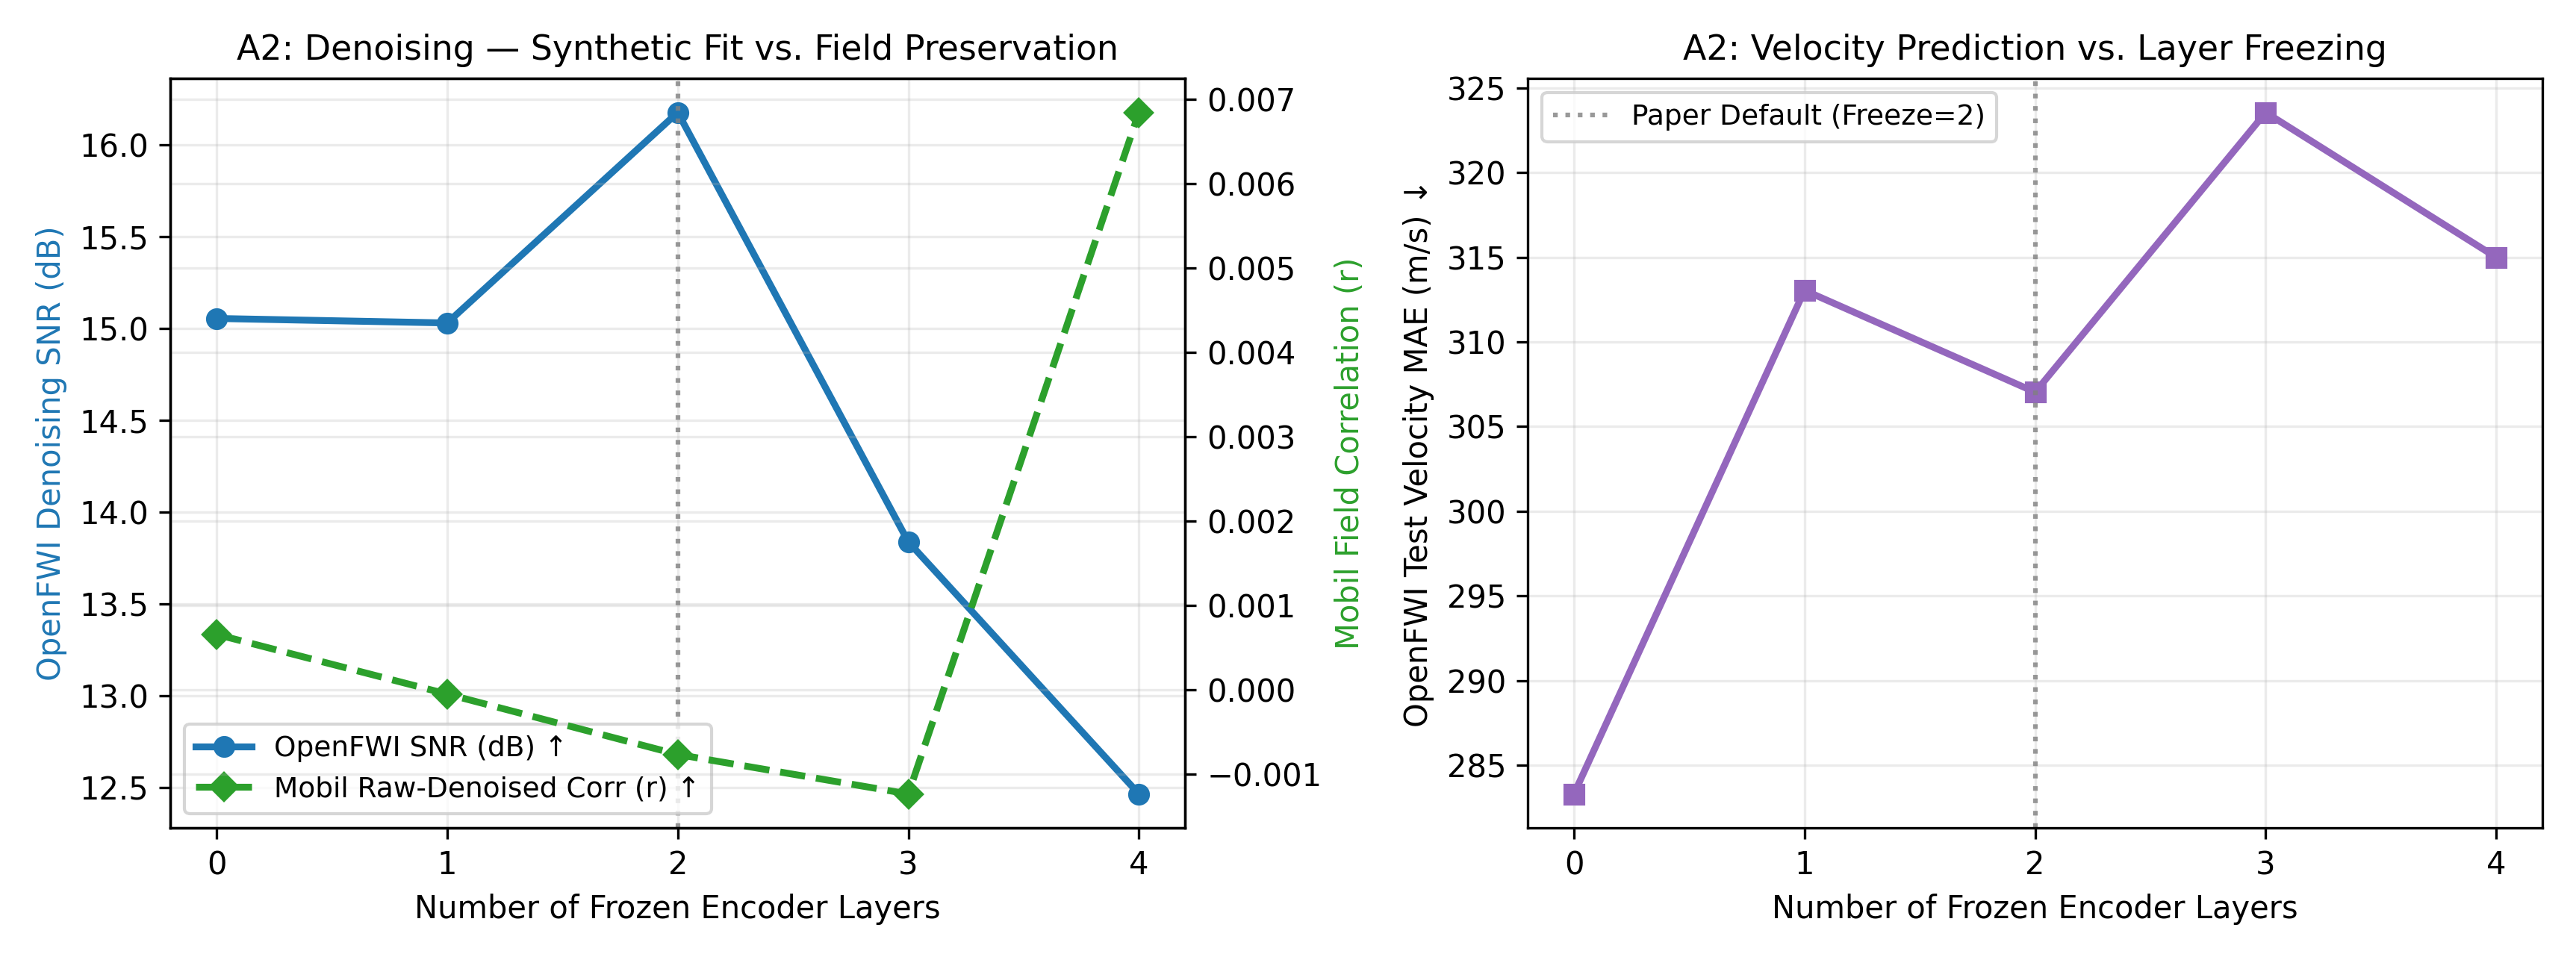 A2: Denoising — Synthetic Fit vs. Field Preservation
OpenFWI Denoising SNR (dB)
16.0
15.5
15.0
14.5
14.0
13.5
13.0
12.5
0.007
0.006
0.005
0.004
0.003
0.002
0.001
0.000
−0.001
Mobil Field Correlation (r)
OpenFWI SNR (dB) ↑
Mobil Raw-Denoised Corr (r) ↑
0 1 2 3 4
Number of Frozen Encoder Layers
A2: Velocity Prediction vs. Layer Freezing
OpenFWI Test Velocity MAE (m/s) ↓
325
320
315
310
305
300
295
290
285
Paper Default (Freeze=2)
0 1 2 3 4
Number of Frozen Encoder Layers